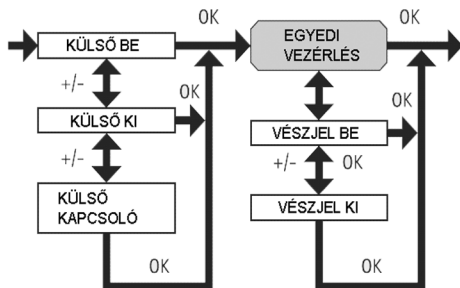 OK
OK
KÜLSŐ BE
EGYEDI
VEZÉRLÉS
+/-
OK
OK
KÜLSŐ KI
VÉSZJEL BE
+/-
+/-
OK
KÜLSŐ
KAPCSOLÓ
VÉSZJEL KI
OK
OK